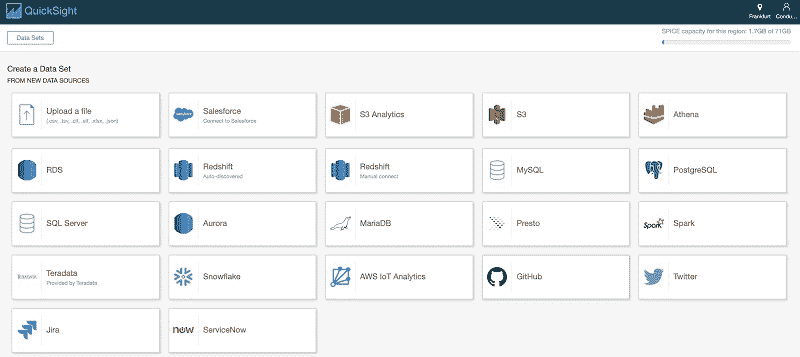 QuickSight
Frankfurt
Condu...
Data Sets
SPICE capacity for this region: 1.7GB of 71GB
Create a Data Set
FROM NEW DATA SOURCES
Upload a file
(.csv, .tsv, .clf, .elf, .xlsx, .json)
Salesforce
Connect to Salesforce
S3 Analytics
S3
Athena
RDS
Redshift
Auto-discovered
Redshift
Manual connect
MySQL
PostgreSQL
SQL Server
Aurora
MariaDB
Presto
Spark
Spark
TERADATA
Teradata
Provided by Teradata
Snowflake
AWS IoT Analytics
GitHub
Twitter
Jira
now
ServiceNow